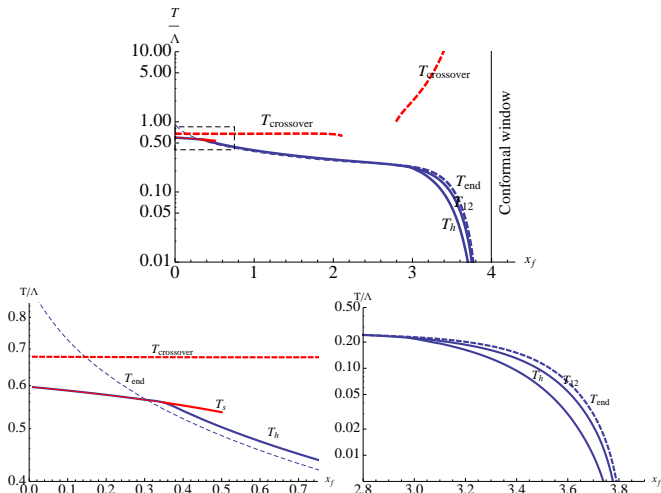 T
Λ
10.00
5.00
1.00
0.50
0.10
0.05
0.01
T_crossover
T_crossover
T_end
T_12
T_h
Conformal window
0 1 2 3 4 x_f
T/Λ
0.8
0.7
0.6
0.5
0.4
T_crossover
T_end
T_s
T_h
0.0 0.1 0.2 0.3 0.4 0.5 0.6 0.7 x_f
T/Λ
0.50
0.20
0.10
0.05
0.02
0.01
T_h
T_12
T_end
2.8 3.0 3.2 3.4 3.6 3.8 x_f